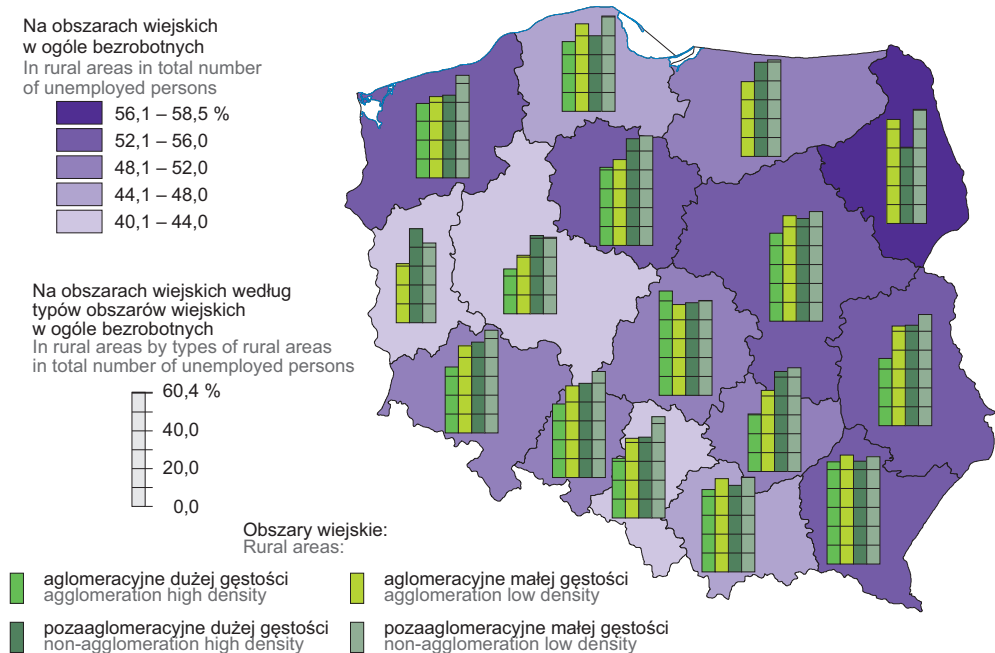 Na obszarach wiejskich
w ogóle bezrobotnych
In rural areas in total number
of unemployed persons
56,1 – 58,5 %
52,1 – 56,0
48,1 – 52,0
44,1 – 48,0
40,1 – 44,0
Na obszarach wiejskich według
typów obszarów wiejskich
w ogóle bezrobotnych
In rural areas by types of rural areas
in total number of unemployed persons
60,4 %
40,0
20,0
0,0
Obszary wiejskie:
Rural areas:
aglomeracyjne dużej gęstości
agglomeration high density
aglomeracyjne małej gęstości
agglomeration low density
pozaaglomeracyjne dużej gęstości
non-agglomeration high density
pozaaglomeracyjne małej gęstości
non-agglomeration low density